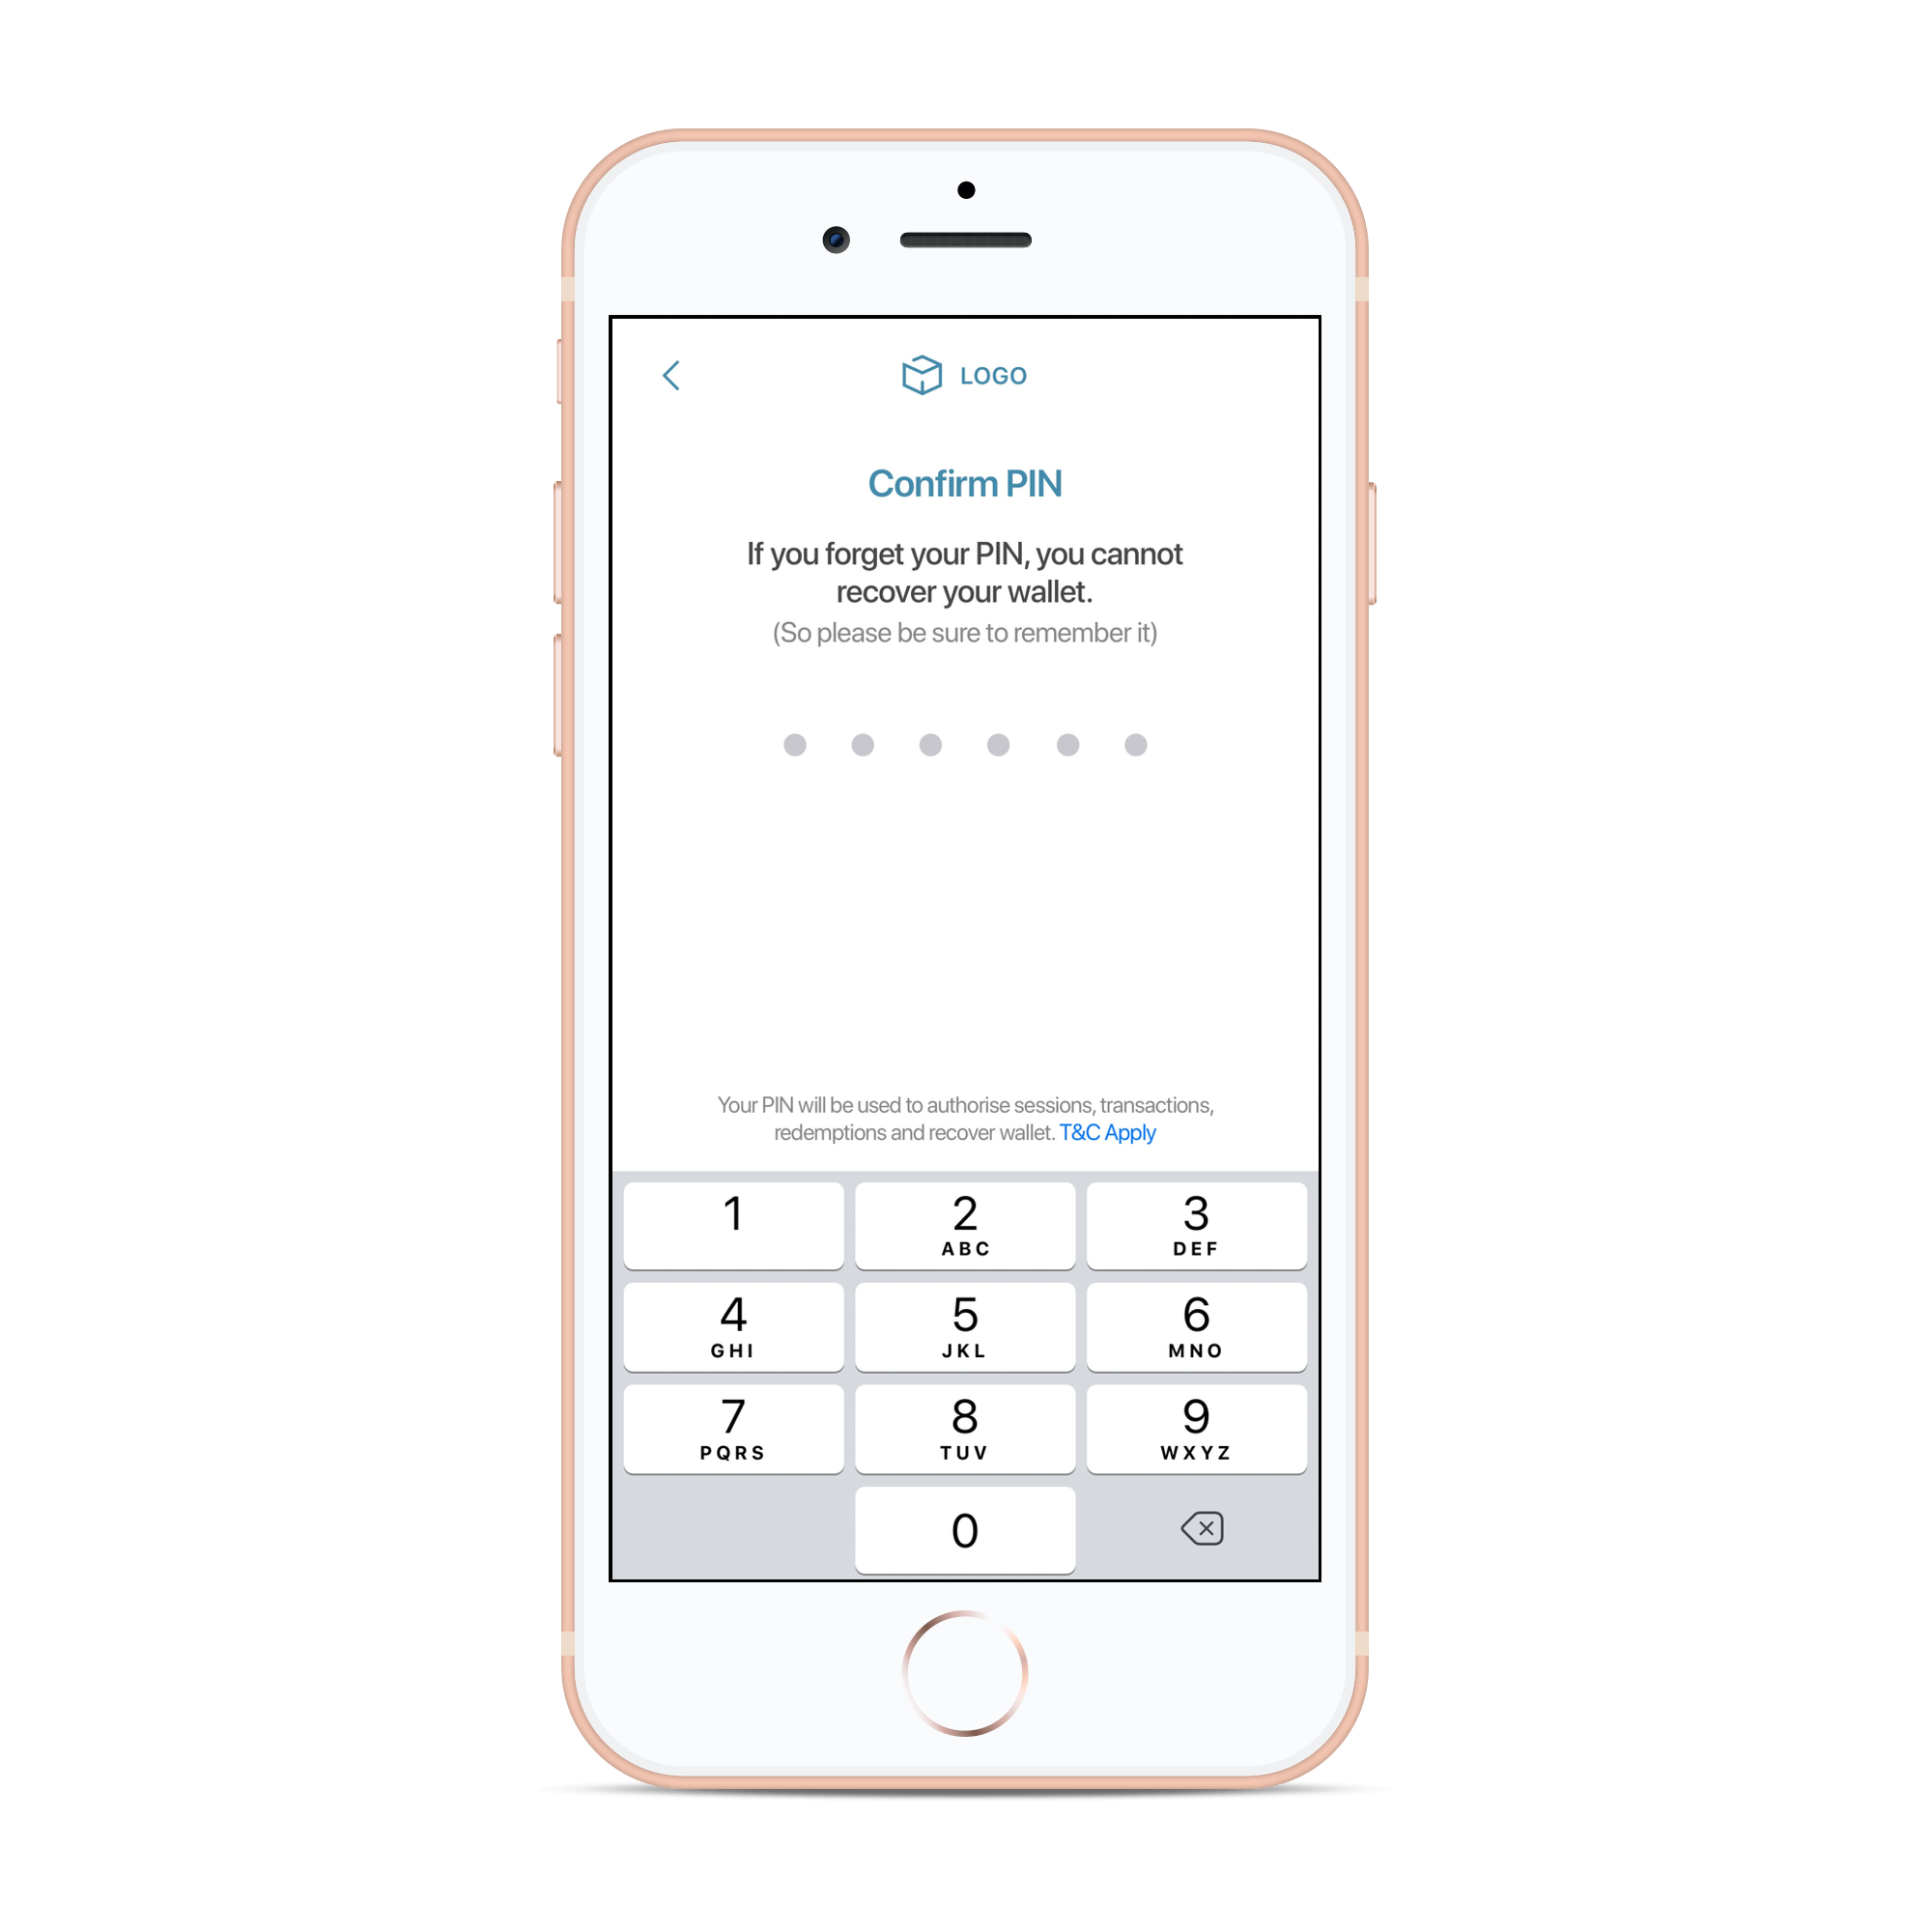 LOGO
Confirm PIN
If you forget your PIN, you cannot
recover your wallet.
(So please be sure to remember it)
Your PIN will be used to authorise sessions, transactions,
redemptions and recover wallet. T&C Apply
1 2 3
ABC DEF
4 5 6
GHI JKL MNO
7 8 9
PQRS TUV WXYZ
0